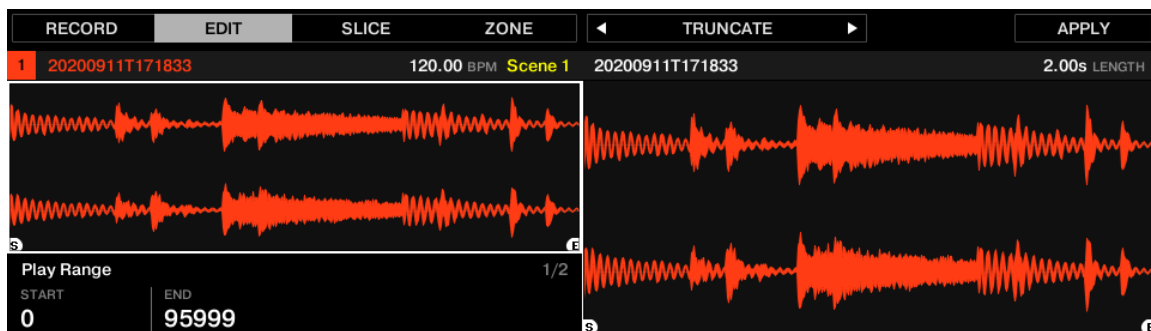 RECORD EDIT SLICE ZONE ◀ TRUNCATE ▶ APPLY
1 20200911T171833 120.00 BPM Scene 1 20200911T171833 2.00s LENGTH
S E
Play Range 1/2
START END
0 95999
S E